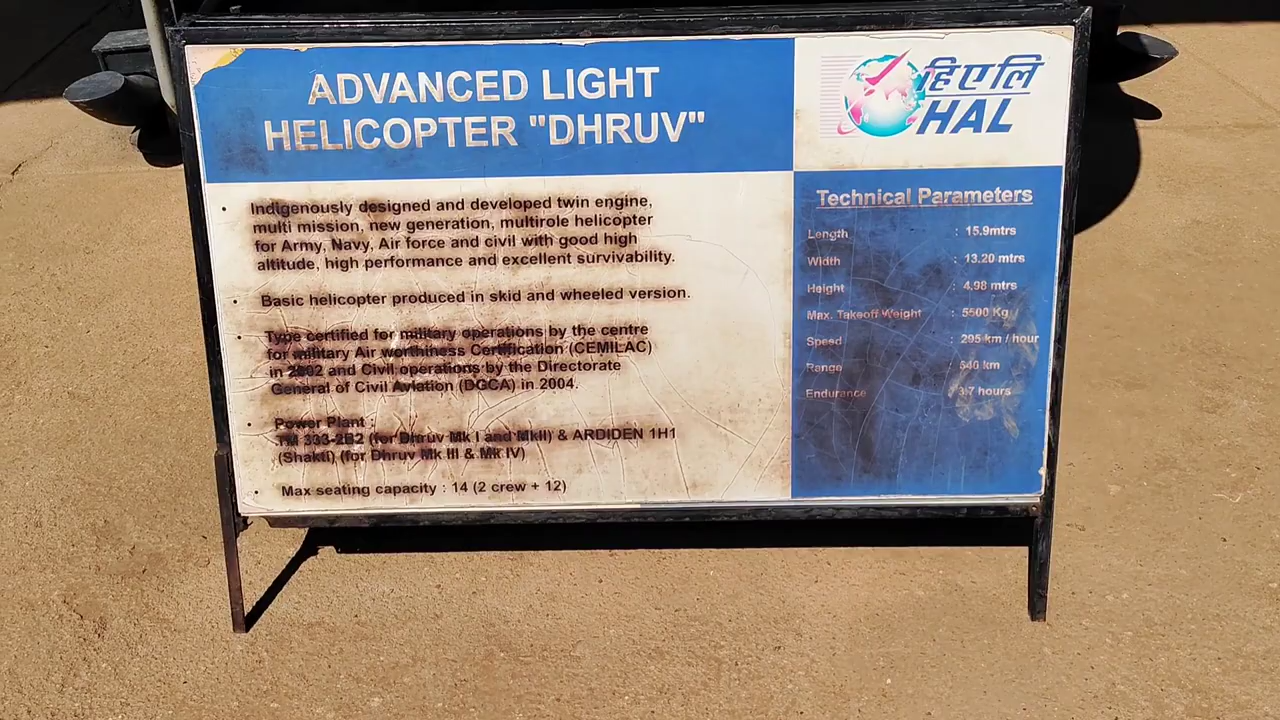 ADVANCED LIGHT
HELICOPTER "DHRUV"
हिएलि
HAL
• Indigenously designed and developed twin engine,
multi mission, new generation, multirole helicopter
for Army, Navy, Air force and civil with good high
altitude, high performance and excellent survivability.
• Basic helicopter produced in skid and wheeled version.
• Type certified for military operations by the centre
for military Air worthiness Certification (CEMILAC)
in 2002 and Civil operations by the Directorate
General of Civil Aviation (DGCA) in 2004.
• Power Plant :
TM 333-2B2 (for Dhruv Mk I and MkII) & ARDIDEN 1H1
(Shakti) (for Dhruv Mk III & Mk IV)
• Max seating capacity : 14 (2 crew + 12)
Technical Parameters
Length : 15.9mtrs
Width : 13.20 mtrs
Height : 4.98 mtrs
Max. Takeoff Weight : 5500 Kg
Speed : 295 km / hour
Range : 640 km
Endurance : 3.7 hours